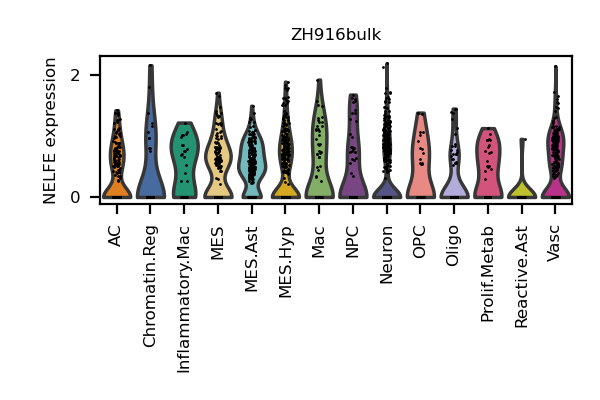 ZH916bulk
NELFE expression
2
0
AC
Chromatin.Reg
Inflammatory.Mac
MES
MES.Ast
MES.Hyp
Mac
NPC
Neuron
OPC
Oligo
Prolif.Metab
Reactive.Ast
Vasc